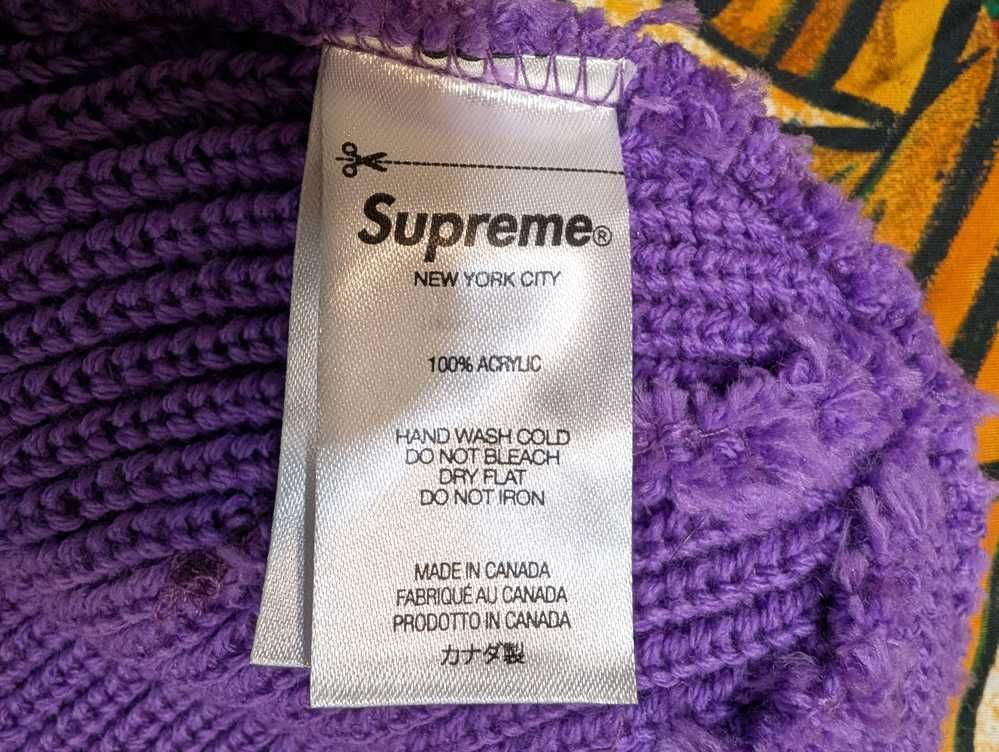 Supreme®
NEW YORK CITY
100% ACRYLIC
HAND WASH COLD
DO NOT BLEACH
DRY FLAT
DO NOT IRON
MADE IN CANADA
FABRIQUÉ AU CANADA
PRODOTTO IN CANADA
カナダ製